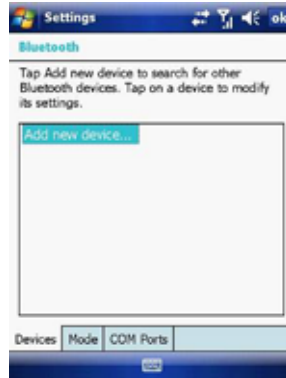 Settings
ok
Bluetooth
Tap Add new device to search for other
Bluetooth devices. Tap on a device to modify
its settings.
Add new device...
Devices Mode COM Ports